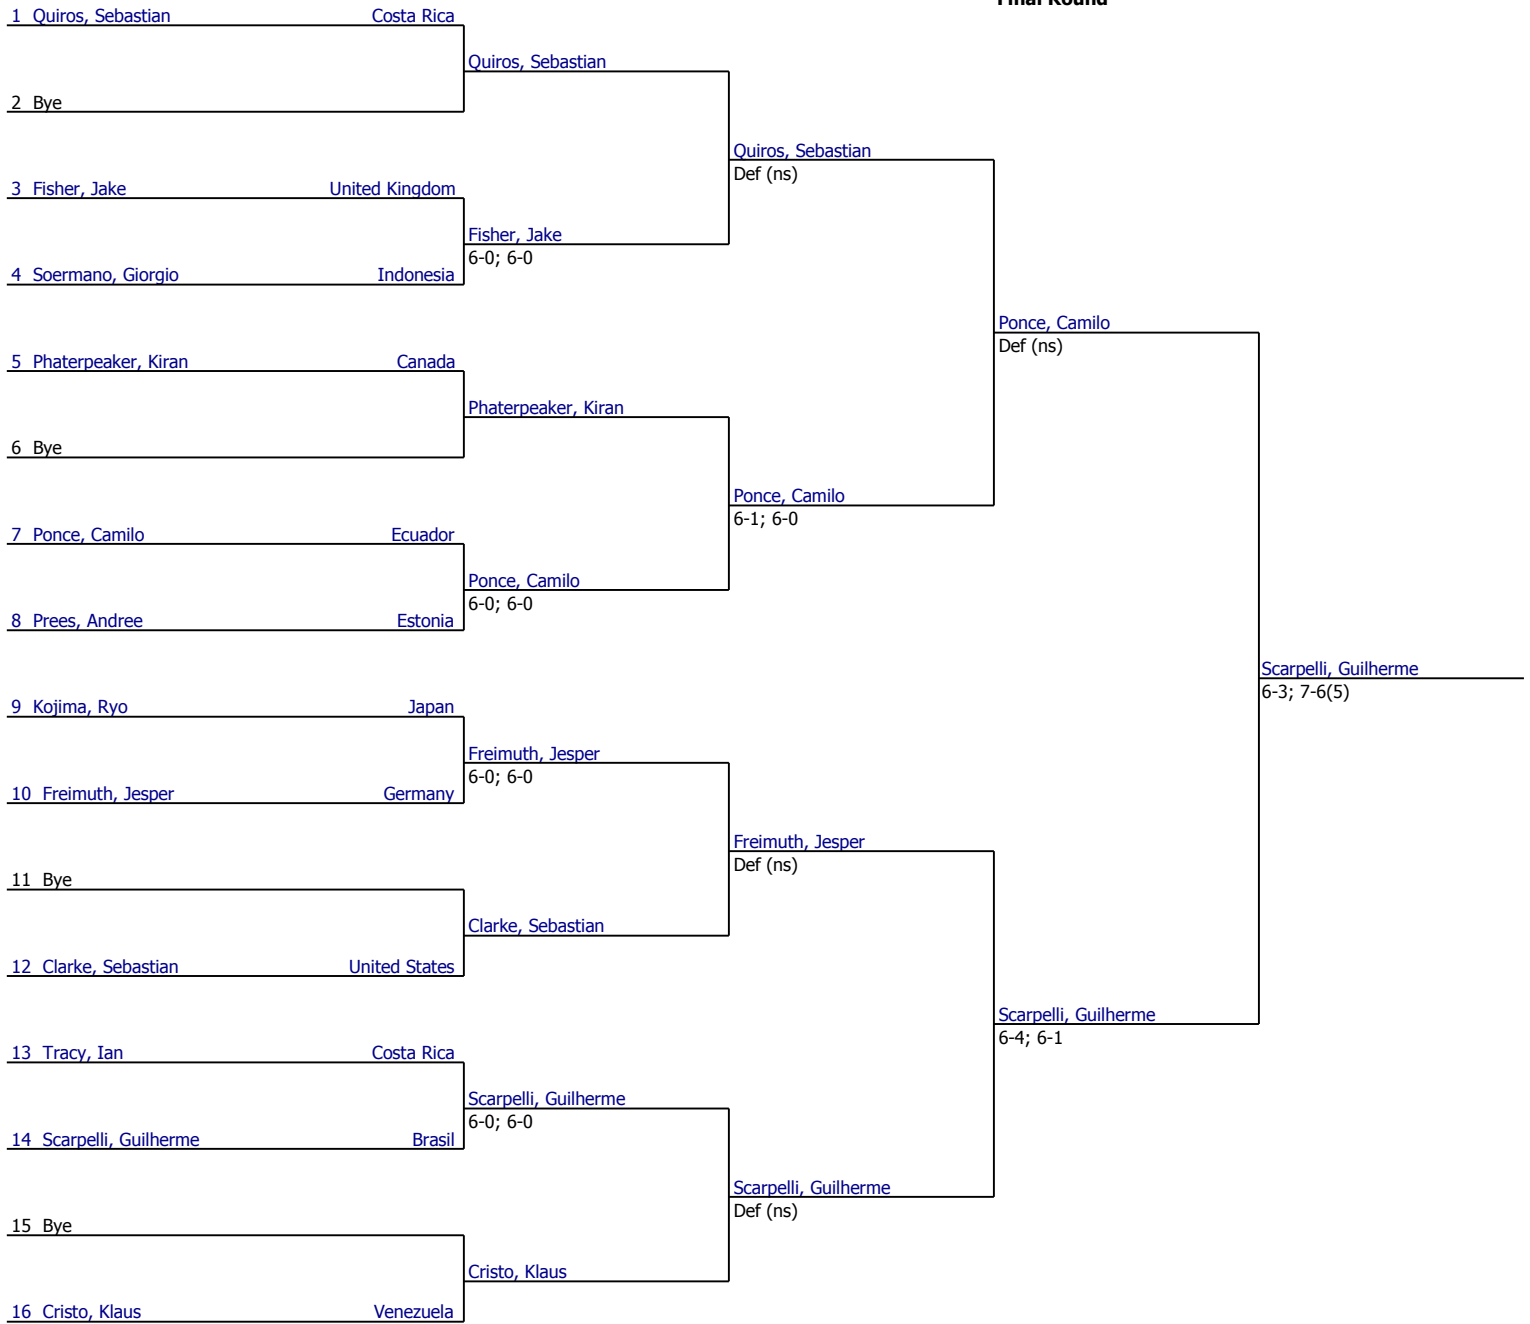 Final Round
1 Quiros, Sebastian Costa Rica
Quiros, Sebastian
2 Bye
Quiros, Sebastian
Def (ns)
3 Fisher, Jake United Kingdom
Fisher, Jake
6-0; 6-0
4 Soermano, Giorgio Indonesia
Ponce, Camilo
Def (ns)
5 Phaterpeaker, Kiran Canada
Phaterpeaker, Kiran
6 Bye
Ponce, Camilo
6-1; 6-0
7 Ponce, Camilo Ecuador
Ponce, Camilo
6-0; 6-0
8 Prees, Andree Estonia
Scarpelli, Guilherme
6-3; 7-6(5)
9 Kojima, Ryo Japan
Freimuth, Jesper
6-0; 6-0
10 Freimuth, Jesper Germany
Freimuth, Jesper
Def (ns)
11 Bye
Clarke, Sebastian
12 Clarke, Sebastian United States
Scarpelli, Guilherme
6-4; 6-1
13 Tracy, Ian Costa Rica
Scarpelli, Guilherme
6-0; 6-0
14 Scarpelli, Guilherme Brasil
Scarpelli, Guilherme
Def (ns)
15 Bye
Cristo, Klaus
16 Cristo, Klaus Venezuela